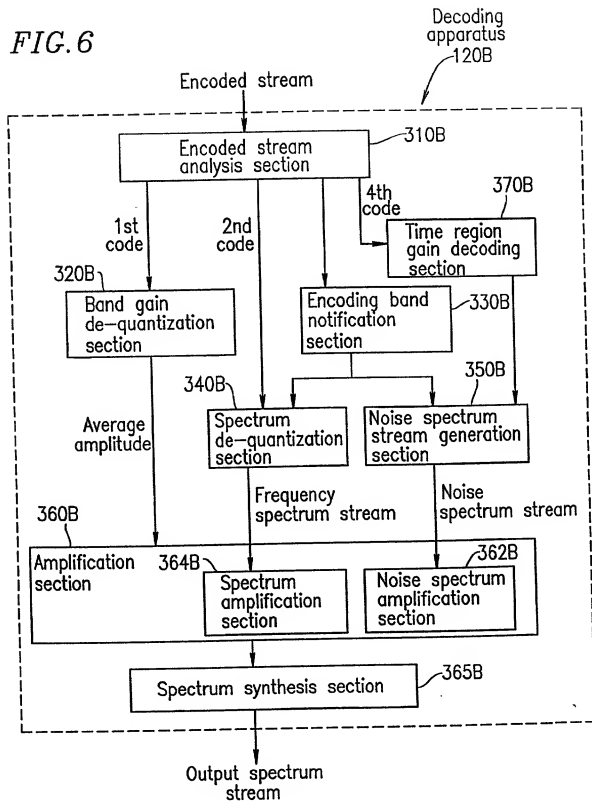 FIG.6
Decoding
apparatus
120B
Encoded stream
310B
Encoded stream
analysis section
1st
code
2nd
code
4th
code
370B
Time region
gain decoding
section
320B
Band gain
de-quantization
section
Encoding band
notification
section
330B
340B
Spectrum
de-quantization
section
350B
Noise spectrum
stream generation
section
Average
amplitude
Frequency
spectrum stream
Noise
spectrum stream
360B
Amplification
section
364B
Spectrum
amplification
section
362B
Noise spectrum
amplification
section
Spectrum synthesis section
365B
Output spectrum
stream